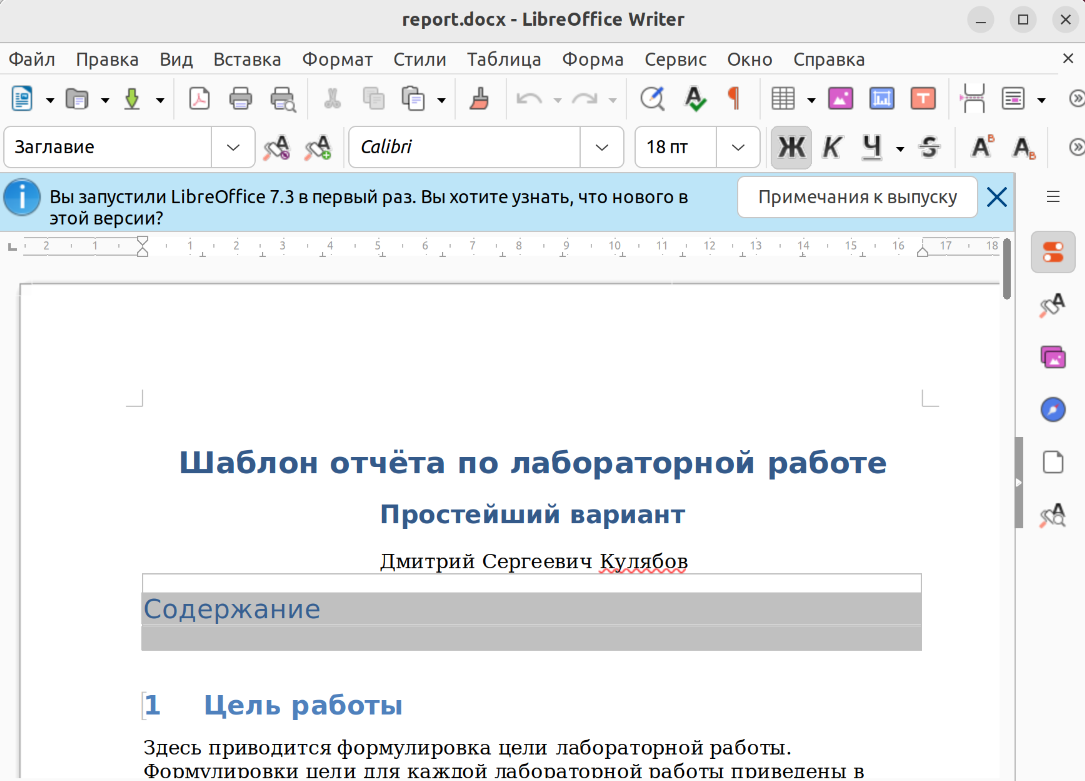 report.docx - LibreOffice Writer
Файл Правка Вид Вставка Формат Стили Таблица Форма Сервис Окно Справка
Заглавие Calibri 18 пт Ж К Ч S A B A B
Вы запустили LibreOffice 7.3 в первый раз. Вы хотите узнать, что нового в
этой версии?
Примечания к выпуску
2 1 1 2 3 4 5 6 7 8 9 10 11 12 13 14 15 16 17 18
Шаблон отчёта по лабораторной работе
Простейший вариант
Дмитрий Сергеевич Кулябов
Содержание
1 Цель работы
Здесь приводится формулировка цели лабораторной работы.
Формулировки цели для каждой лабораторной работы приведены в